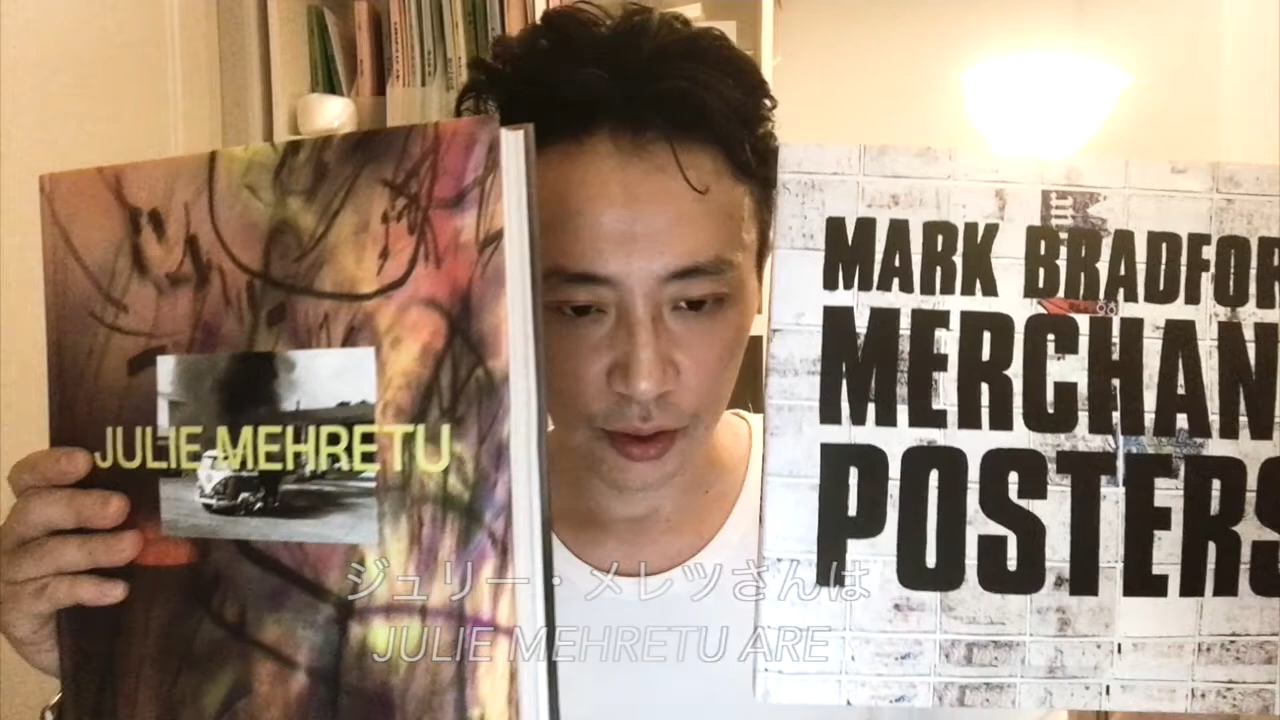 JULIE MEHRETU
MARK BRADFOR
MERCHAN
POSTERS
ジュリー・メレツさんは
JULIE MEHRETU ARE